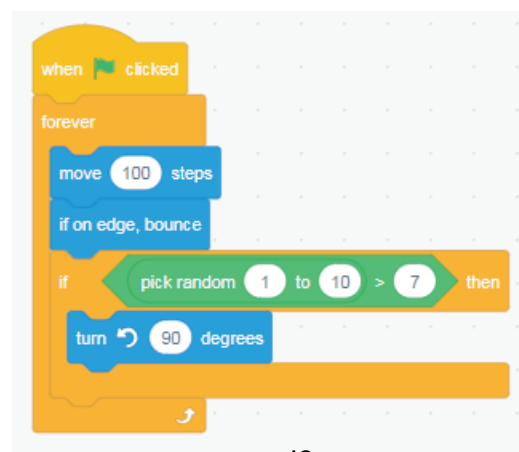 when clicked
forever
move 100 steps
if on edge, bounce
if pick random 1 to 10 > 7 then
turn 90 degrees